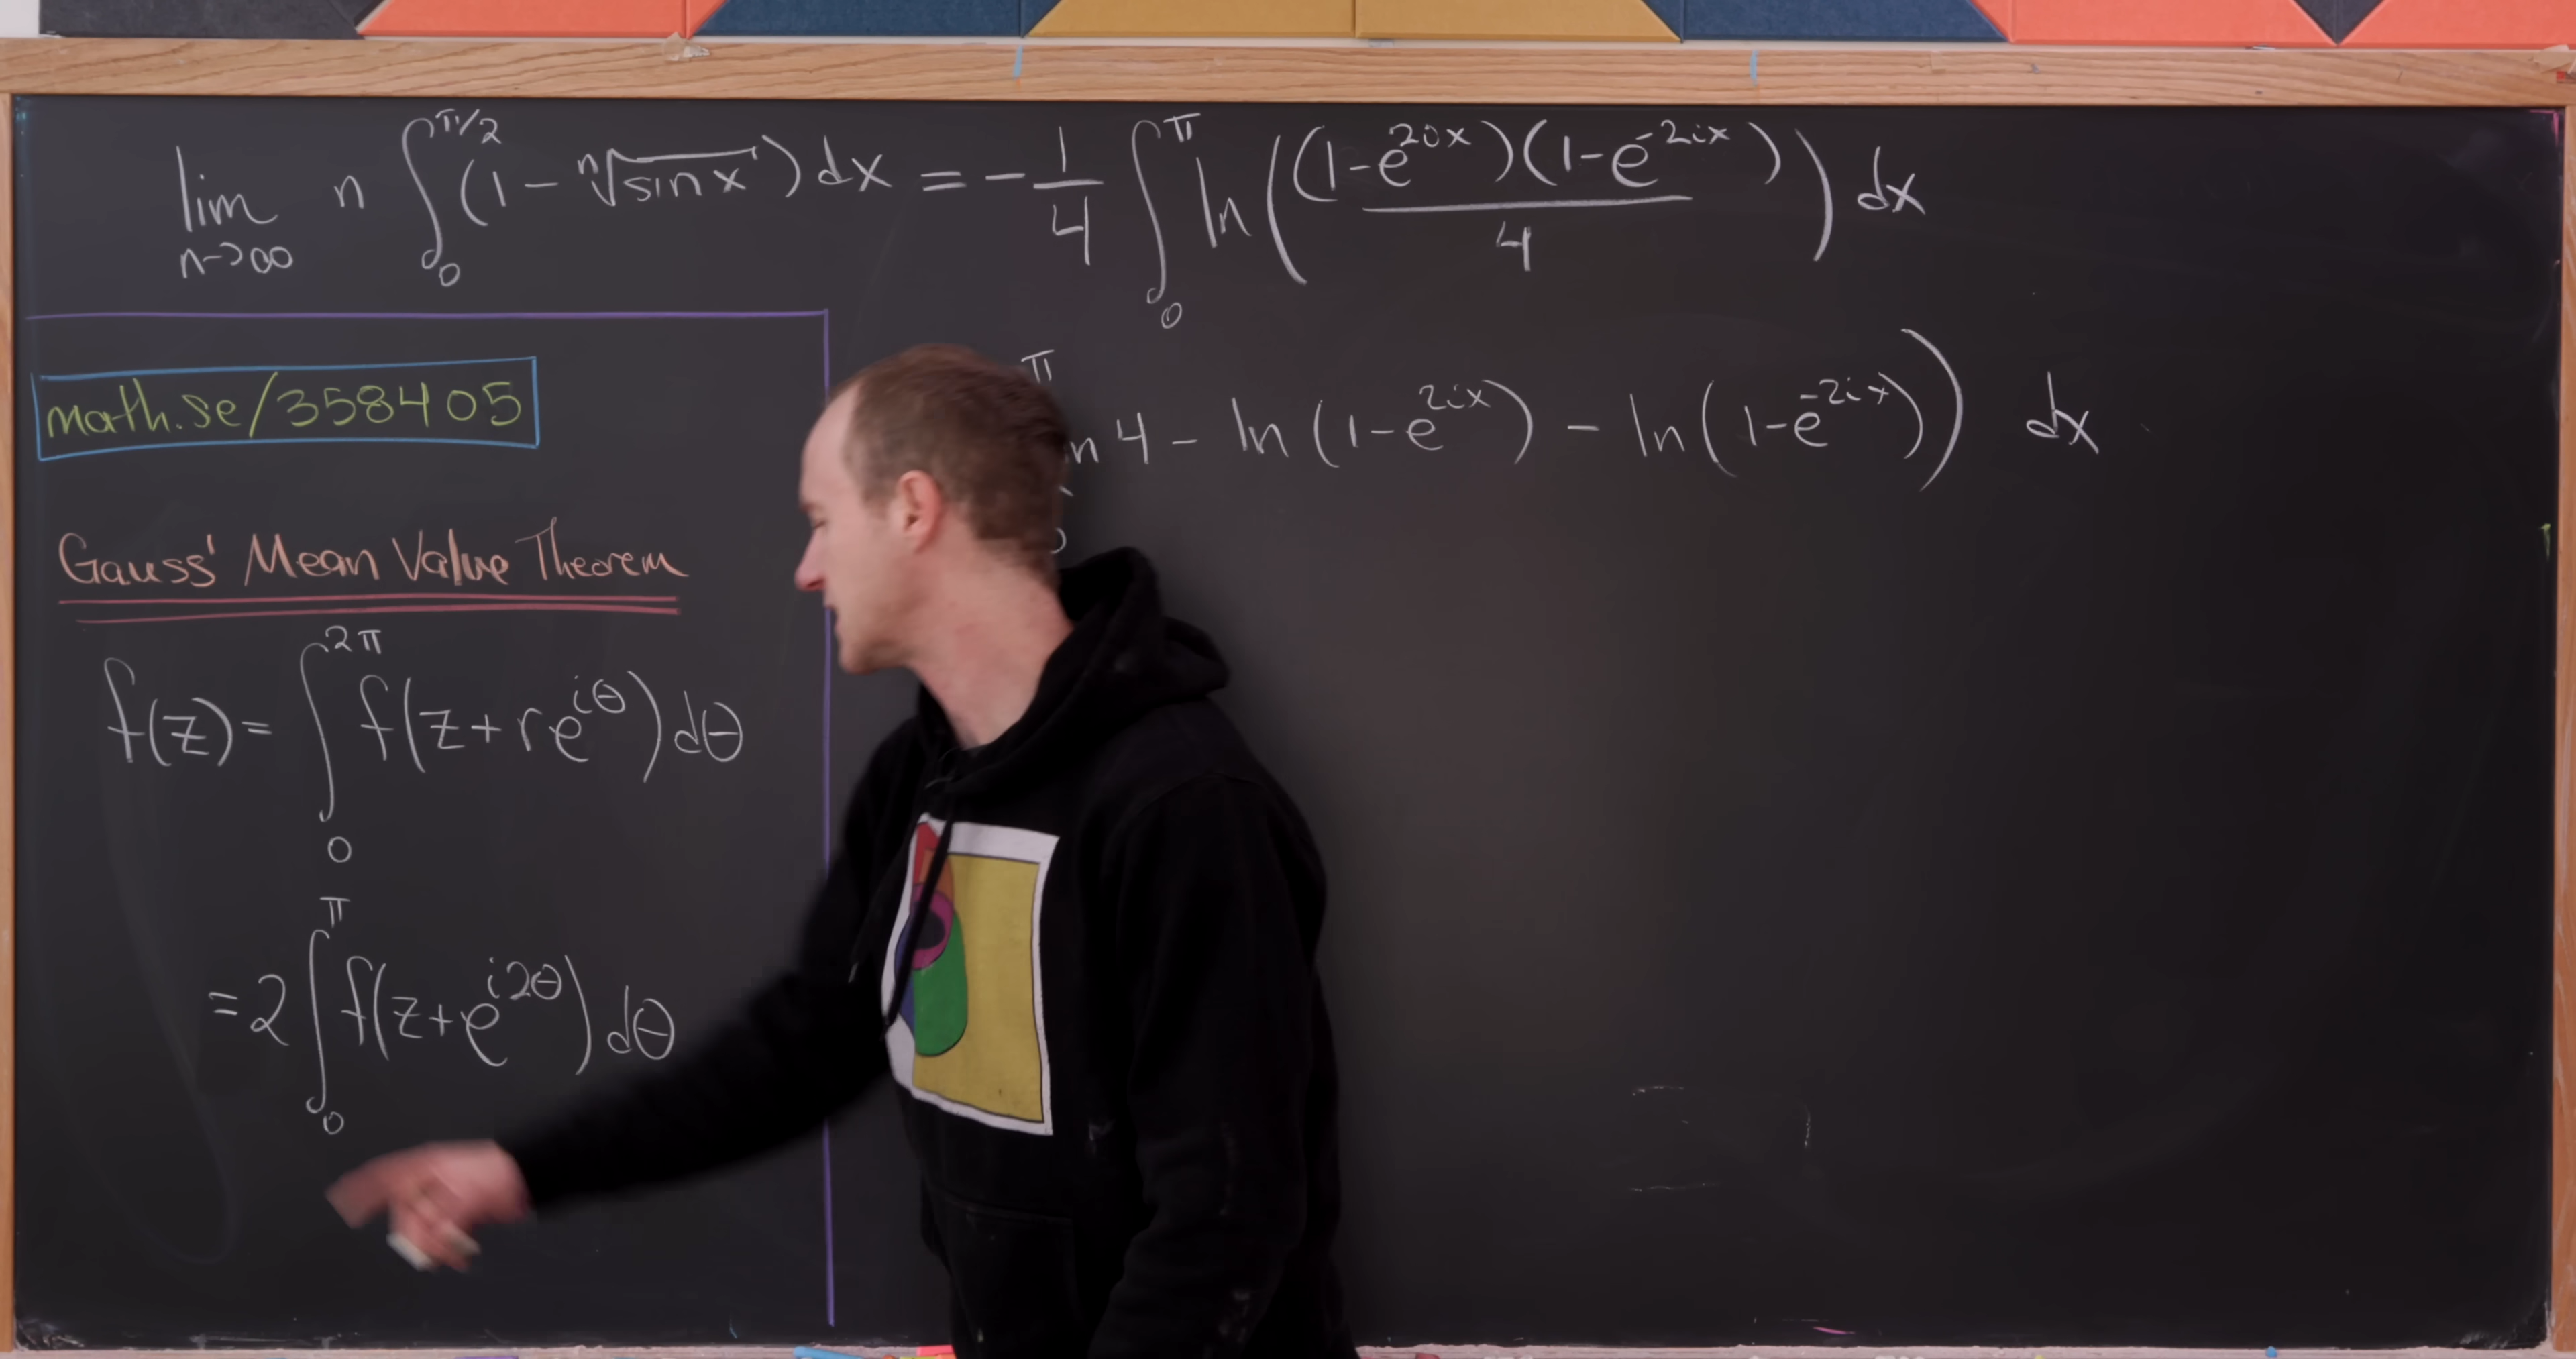 lim n→∞ n ∫₀^{π/2} (1 - ⁿ√(sin x)) dx = - 1/4 ∫₀^π ln( (1-e^{20x})(1-e^{-2ix}) / 4 ) dx
math.se/358405
π n 4 - ln(1-e^{2ix}) - ln(1-e^{-2ix})) dx
Gauss' Mean Value Theorem
f(z) = ∫₀^{2π} f(z+re^{iθ}) dθ
= 2 ∫₀^π f(z+e^{i2θ}) dθ